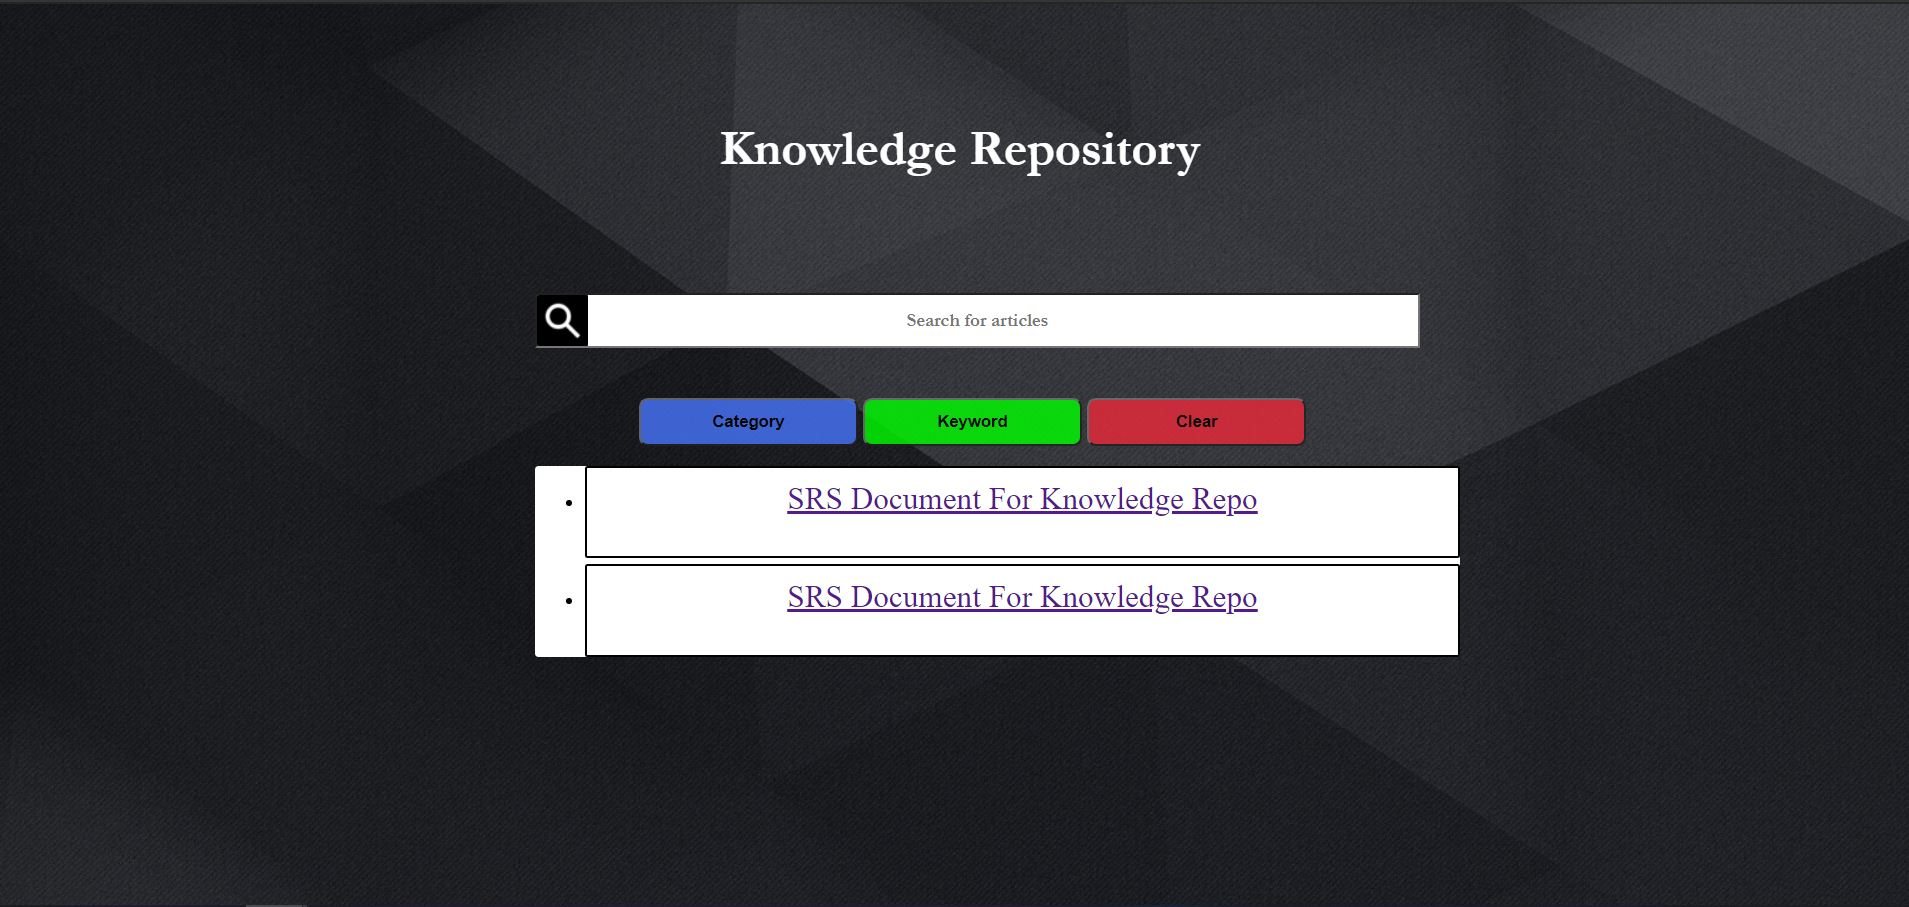 Knowledge Repository
Search for articles
Category Keyword Clear
SRS Document For Knowledge Repo
SRS Document For Knowledge Repo